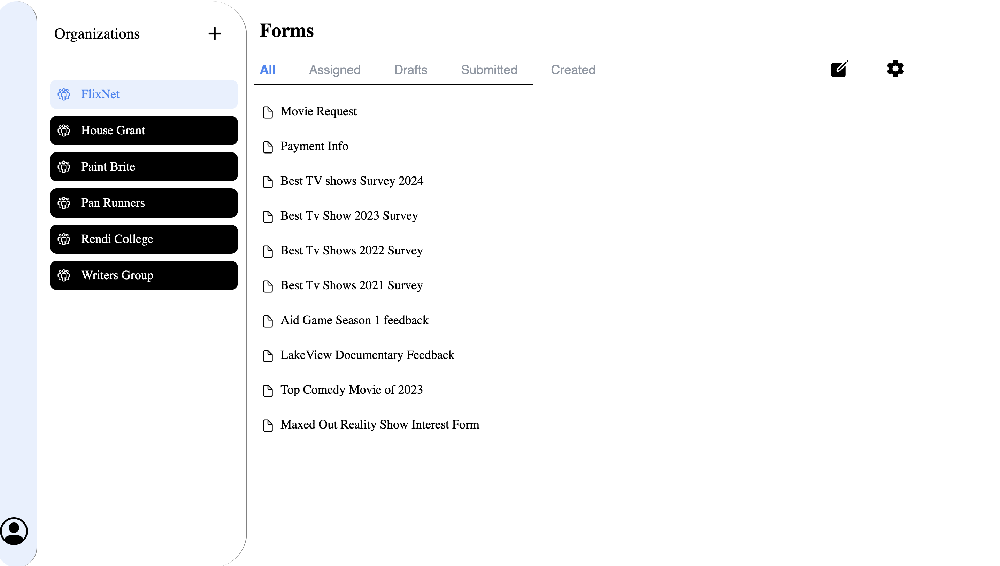 Organizations
FlixNet
House Grant
Paint Brite
Pan Runners
Rendi College
Writers Group
Forms
All Assigned Drafts Submitted Created
Movie Request
Payment Info
Best TV shows Survey 2024
Best Tv Show 2023 Survey
Best Tv Shows 2022 Survey
Best Tv Shows 2021 Survey
Aid Game Season 1 feedback
LakeView Documentary Feedback
Top Comedy Movie of 2023
Maxed Out Reality Show Interest Form